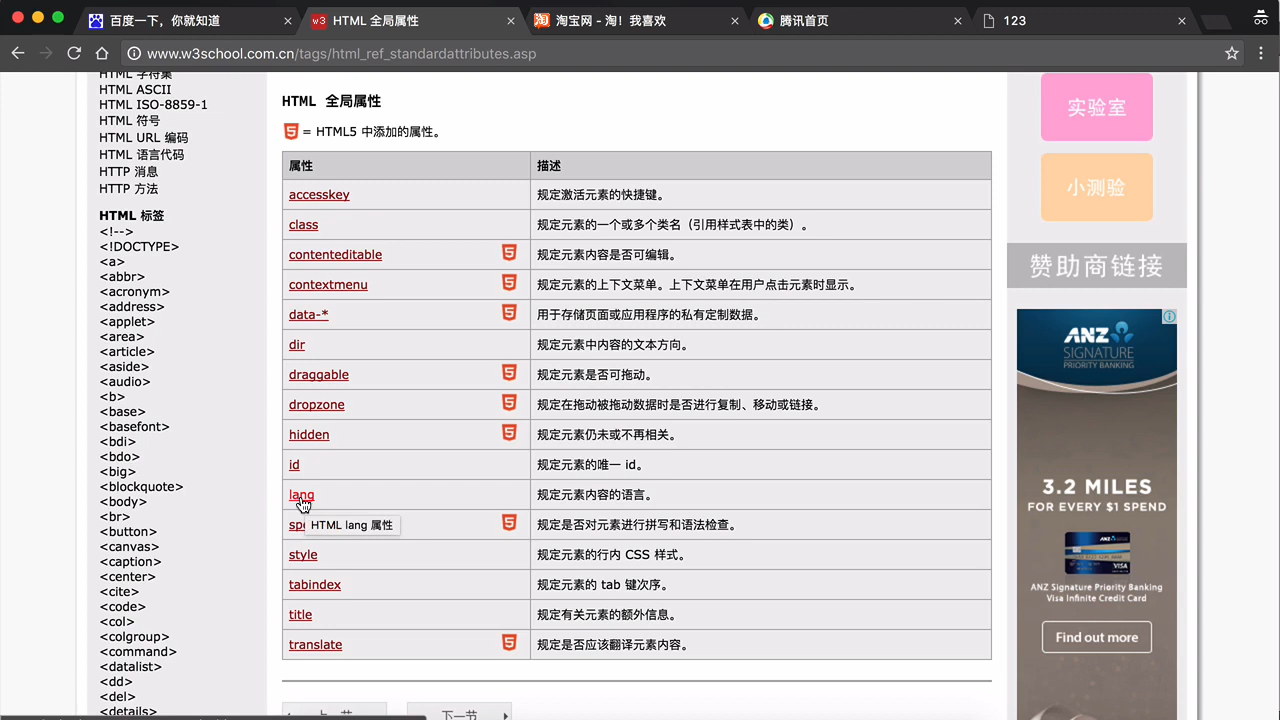 百度一下，你就知道
HTML 全局属性
淘宝网 - 淘！我喜欢
腾讯首页
123
www.w3school.com.cn/tags/html_ref_standardattributes.asp
HTML 字符集
HTML ASCII
HTML ISO-8859-1
HTML 符号
HTML URL 编码
HTML 语言代码
HTTP 消息
HTTP 方法
HTML 标签
<!-->
<!DOCTYPE>
<a>
<abbr>
<acronym>
<address>
<applet>
<area>
<article>
<aside>
<audio>
<b>
<base>
<basefont>
<bdi>
<bdo>
<big>
<blockquote>
<body>
<br>
<button>
<canvas>
<caption>
<center>
<cite>
<code>
<col>
<colgroup>
<command>
<datalist>
<dd>
<del>
<details>
HTML 全局属性
5 = HTML5 中添加的属性。
属性 描述
accesskey 规定激活元素的快捷键。
class 规定元素的一个或多个类名（引用样式表中的类）。
contenteditable 5 规定元素内容是否可编辑。
contextmenu 5 规定元素的上下文菜单。上下文菜单在用户点击元素时显示。
data-* 5 用于存储页面或应用程序的私有定制数据。
dir 规定元素中内容的文本方向。
draggable 5 规定元素是否可拖动。
dropzone 5 规定在拖动被拖动数据时是否进行复制、移动或链接。
hidden 5 规定元素仍未或不再相关。
id 规定元素的唯一 id。
lang 规定元素内容的语言。
HTML lang 属性
5 规定是否对元素进行拼写和语法检查。
style 规定元素的行内 CSS 样式。
tabindex 规定元素的 tab 键次序。
title 规定有关元素的额外信息。
translate 5 规定是否应该翻译元素内容。
下一节
实验室
小测验
赞助商链接
ANZ
SIGNATURE
PRIORITY BANKING
3.2 MILES
FOR EVERY $1 SPEND
ANZ
VISA
ANZ Signature Priority Banking
Visa Infinite Credit Card
Find out more